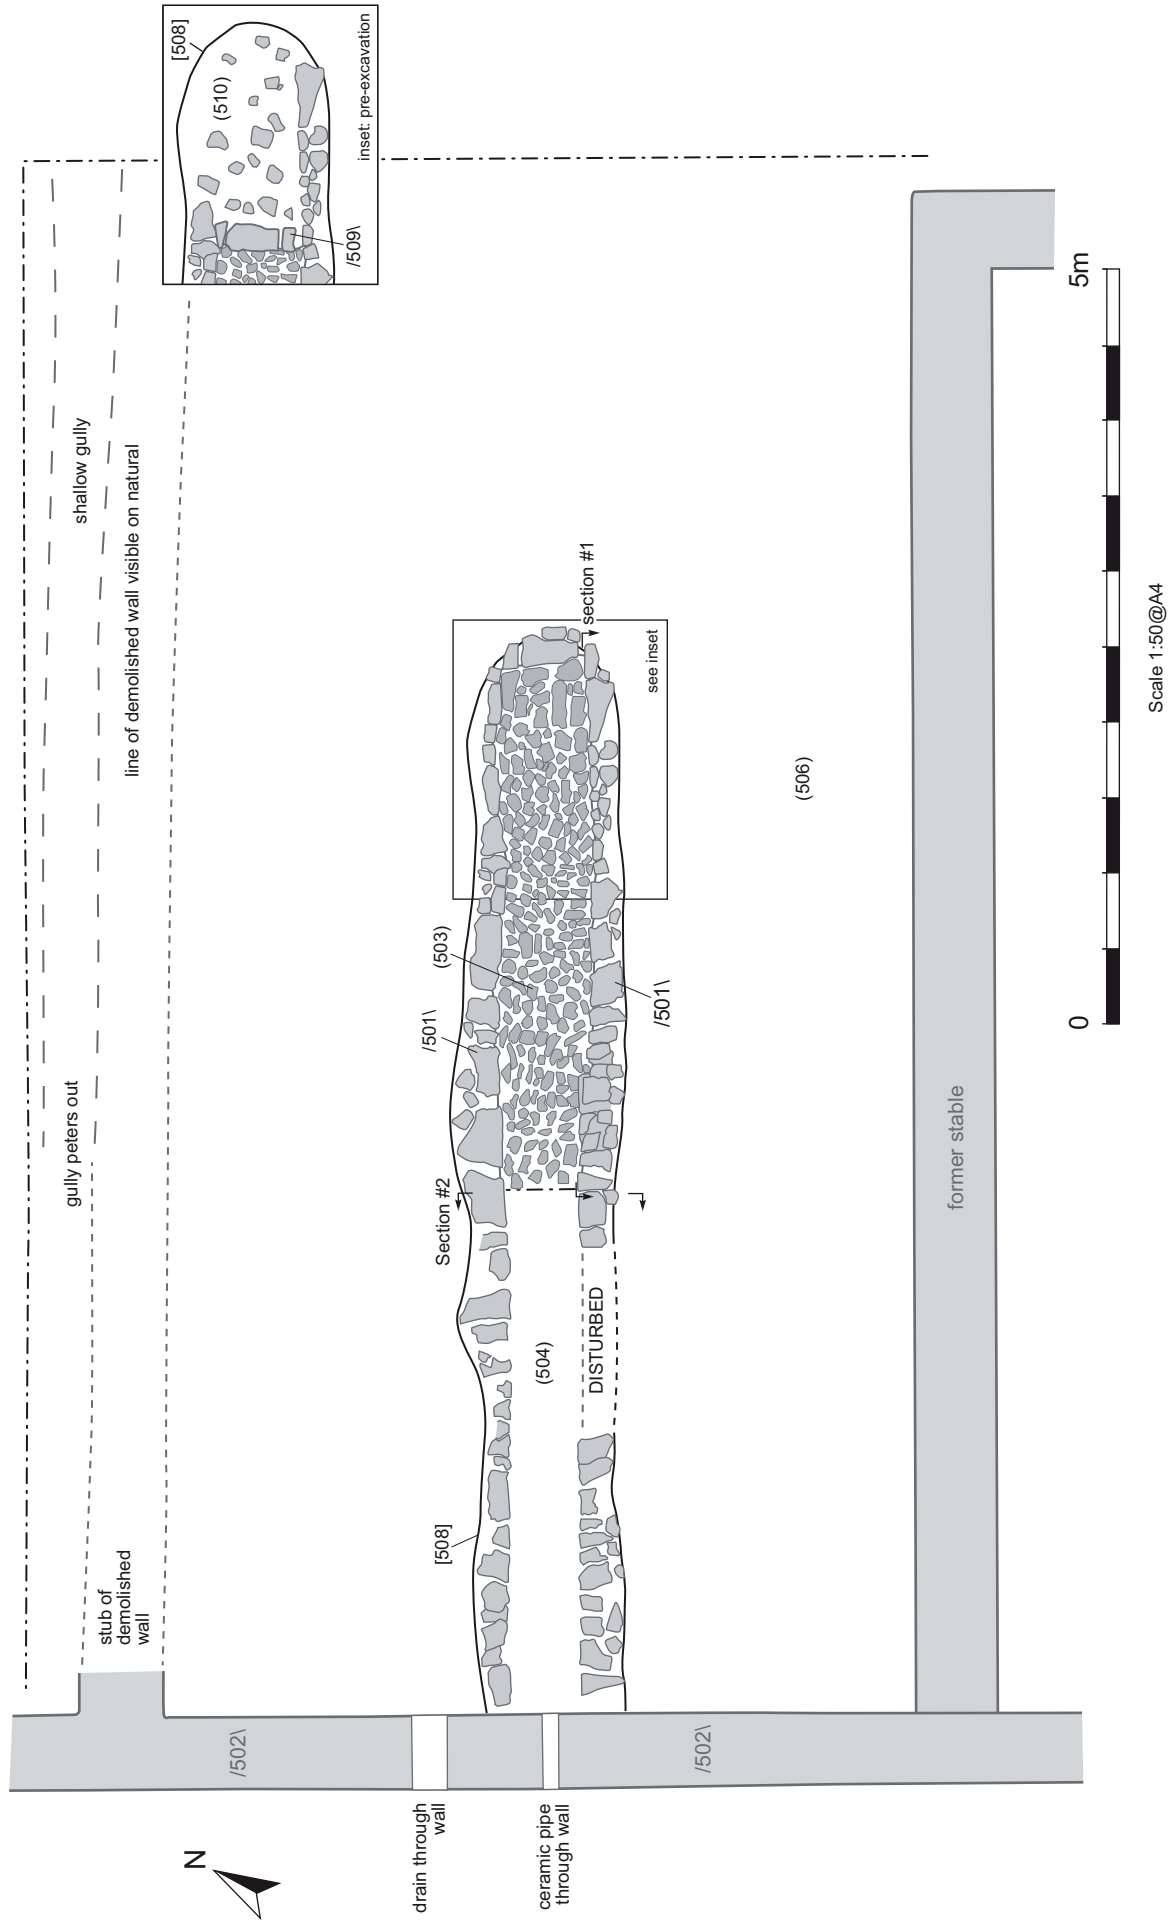 [508]
(510)
/509\
inset: pre-excavation
shallow gully
line of demolished wall visible on natural
gully peters out
stub of
demolished
wall
section #1
see inset
(503)
/501\
/501\
Section #2
(504)
DISTURBED
[508]
(506)
former stable
/502\
/502\
drain through
wall
ceramic pipe
through wall
N
0
5m
Scale 1:50@A4